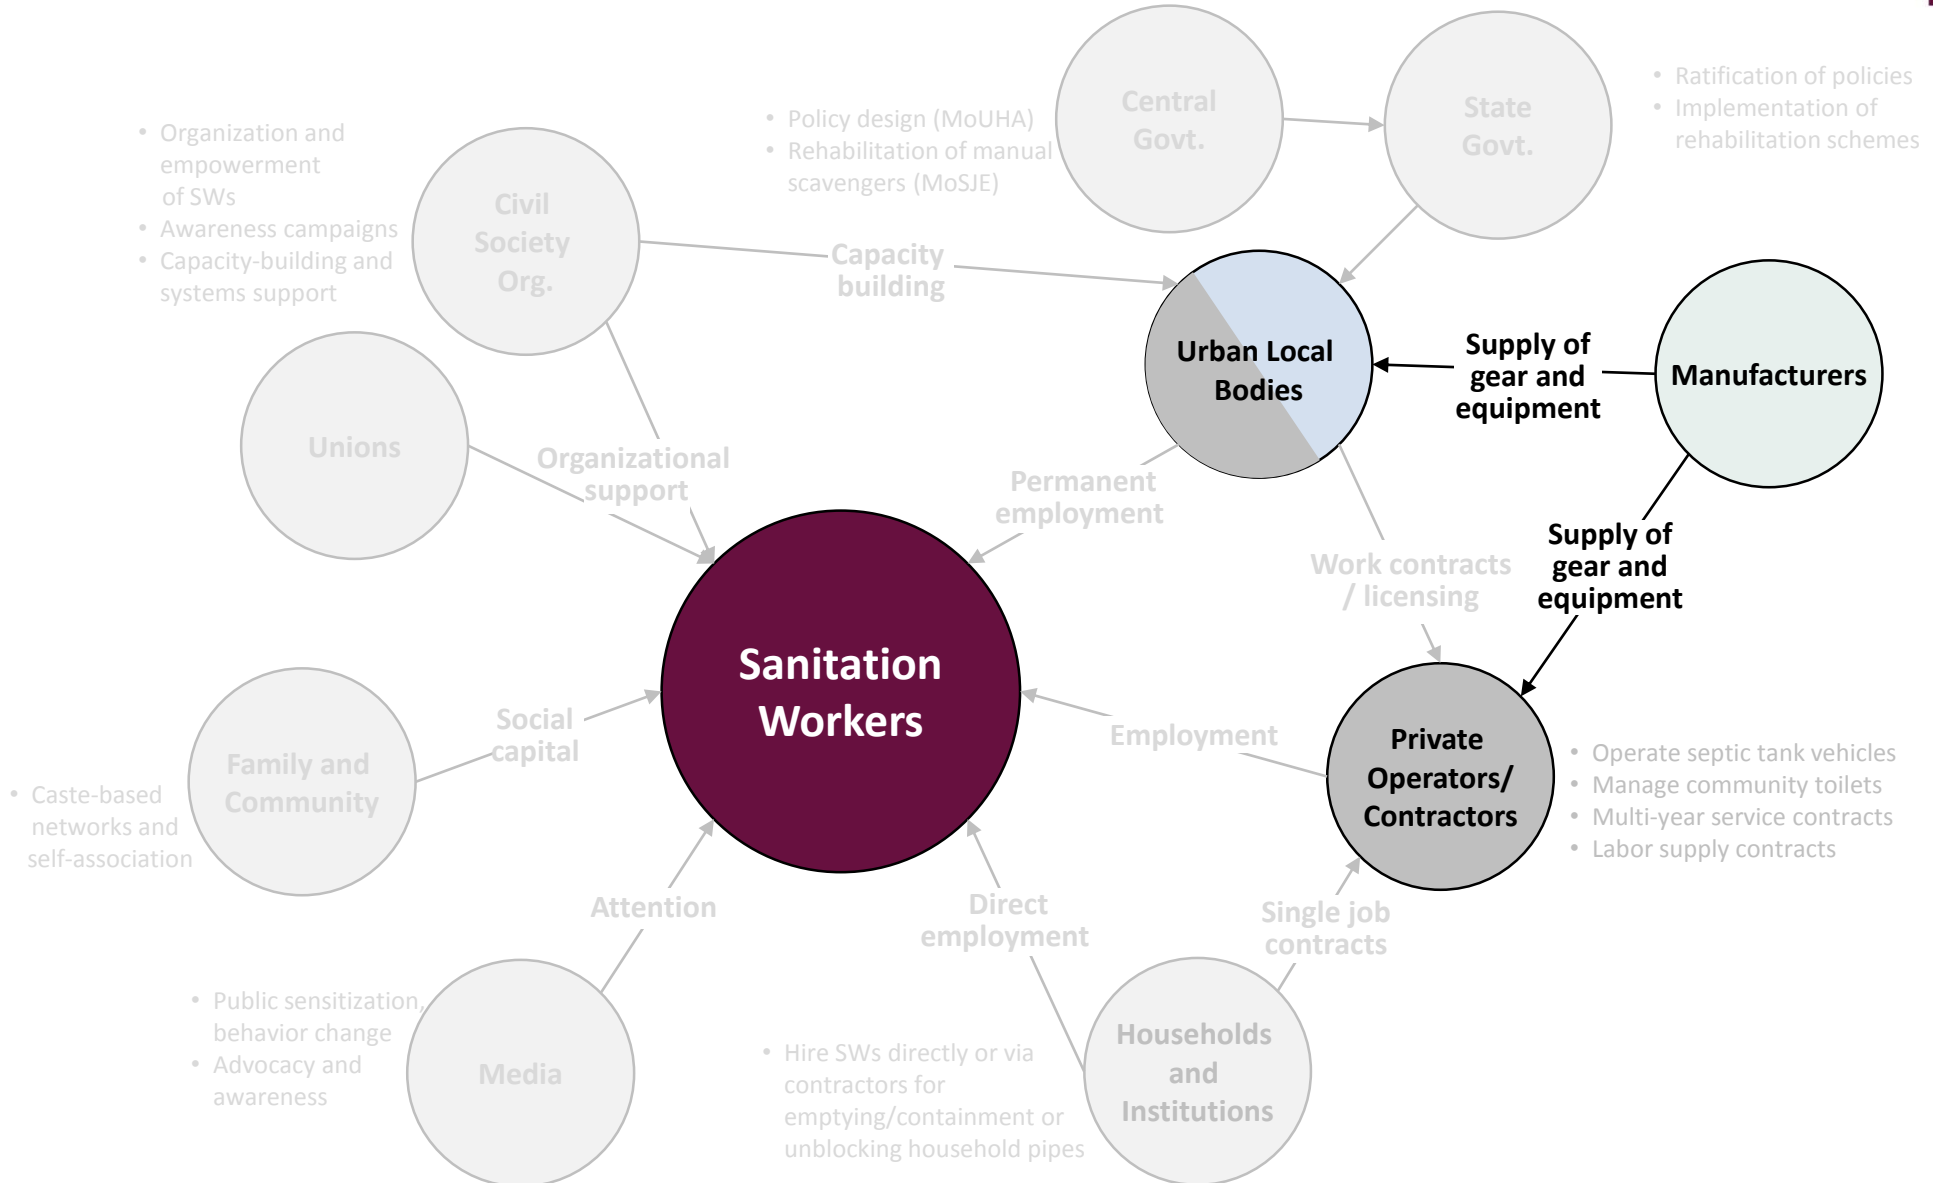 Central
Govt.
State
Govt.
• Ratification of policies
• Implementation of
rehabilitation schemes
• Policy design (MoUHA)
• Rehabilitation of manual
scavengers (MoSJE)
• Organization and
empowerment
of SWs
• Awareness campaigns
• Capacity-building and
systems support
Civil
Society
Org.
Capacity
building
Urban Local
Bodies
Supply of
gear and
equipment
Manufacturers
Unions
Organizational
support
Permanent
employment
Supply of
gear and
equipment
Work contracts
/ licensing
Sanitation
Workers
Social
capital
Employment
Private
Operators/
Contractors
• Operate septic tank vehicles
• Manage community toilets
• Multi-year service contracts
• Labor supply contracts
Family and
Community
• Caste-based
networks and
self-association
Attention
Direct
employment
Single job
contracts
• Public sensitization,
behavior change
• Advocacy and
awareness
Media
• Hire SWs directly or via
contractors for
emptying/containment or
unblocking household pipes
Households
and
Institutions